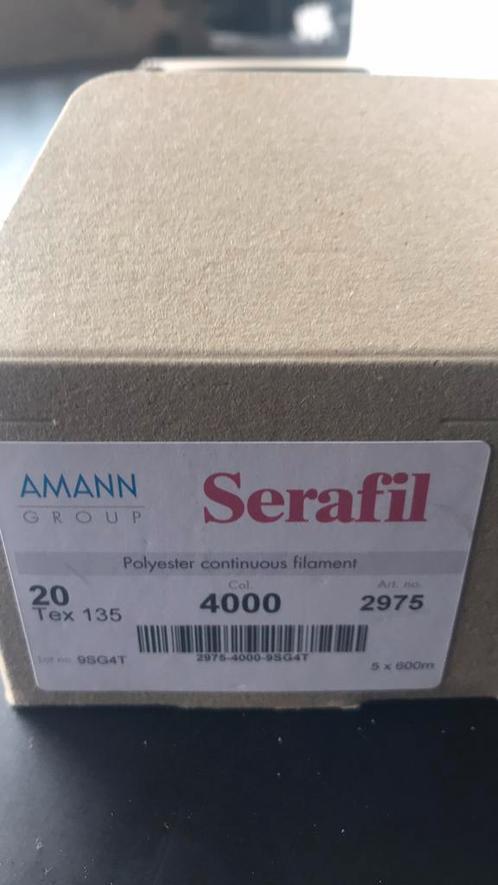 AMANN
GROUP
Serafil
Polyester continuous filament
20
Tex 135
Col.
4000
Art. no.
2975
Lot no. 9SG4T
2975-4000-9SG4T
5 x 600m